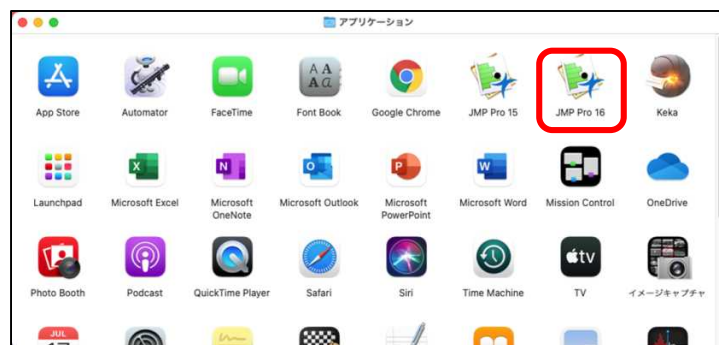 アプリケーション
App Store
Automator
FaceTime
Font Book
Google Chrome
JMP Pro 15
JMP Pro 16
Keka
Launchpad
Microsoft Excel
Microsoft
OneNote
Microsoft Outlook
Microsoft
PowerPoint
Microsoft Word
Mission Control
OneDrive
Photo Booth
Podcast
QuickTime Player
Safari
Siri
Time Machine
TV
イメージキャプチャ
JUL